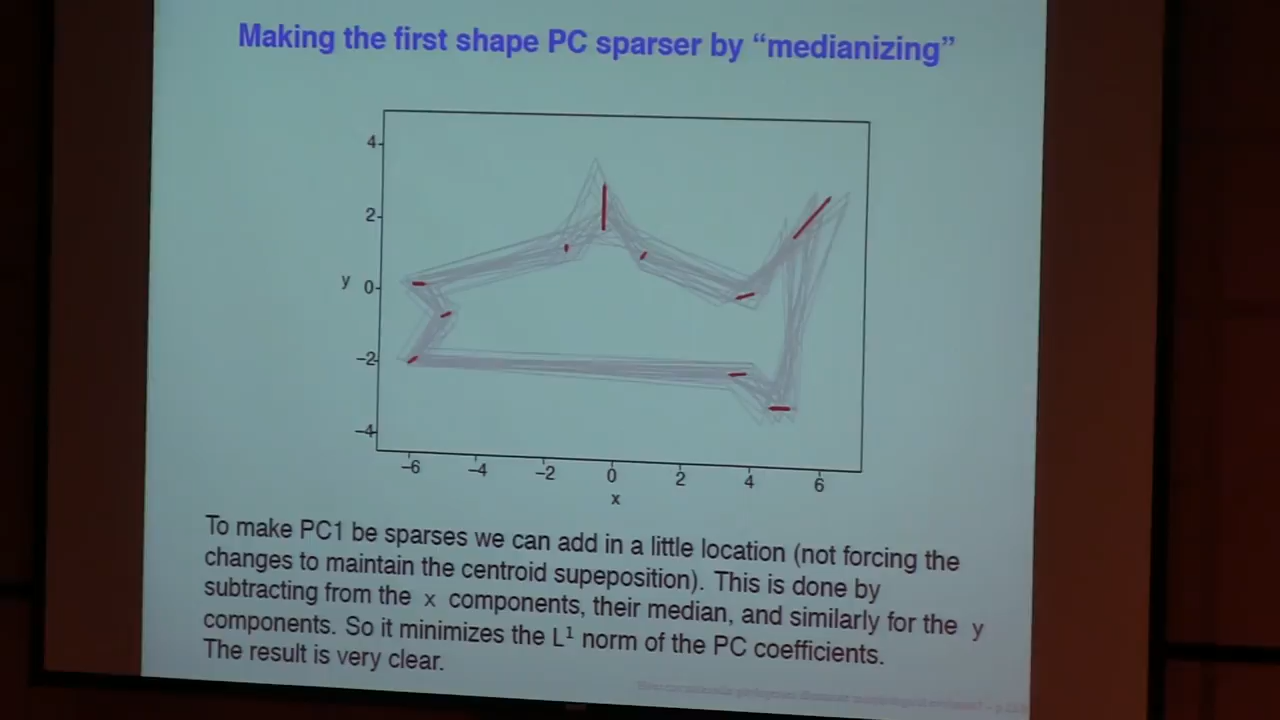 Making the first shape PC sparser by “medianizing”
4
2
y
0
−2
−4
−6 −4 −2 0 2 4 6
x
To make PC1 be sparses we can add in a little location (not forcing the
changes to maintain the centroid supeposition). This is done by
subtracting from the x components, their median, and similarly for the y
components. So it minimizes the L¹ norm of the PC coefficients.
The result is very clear.